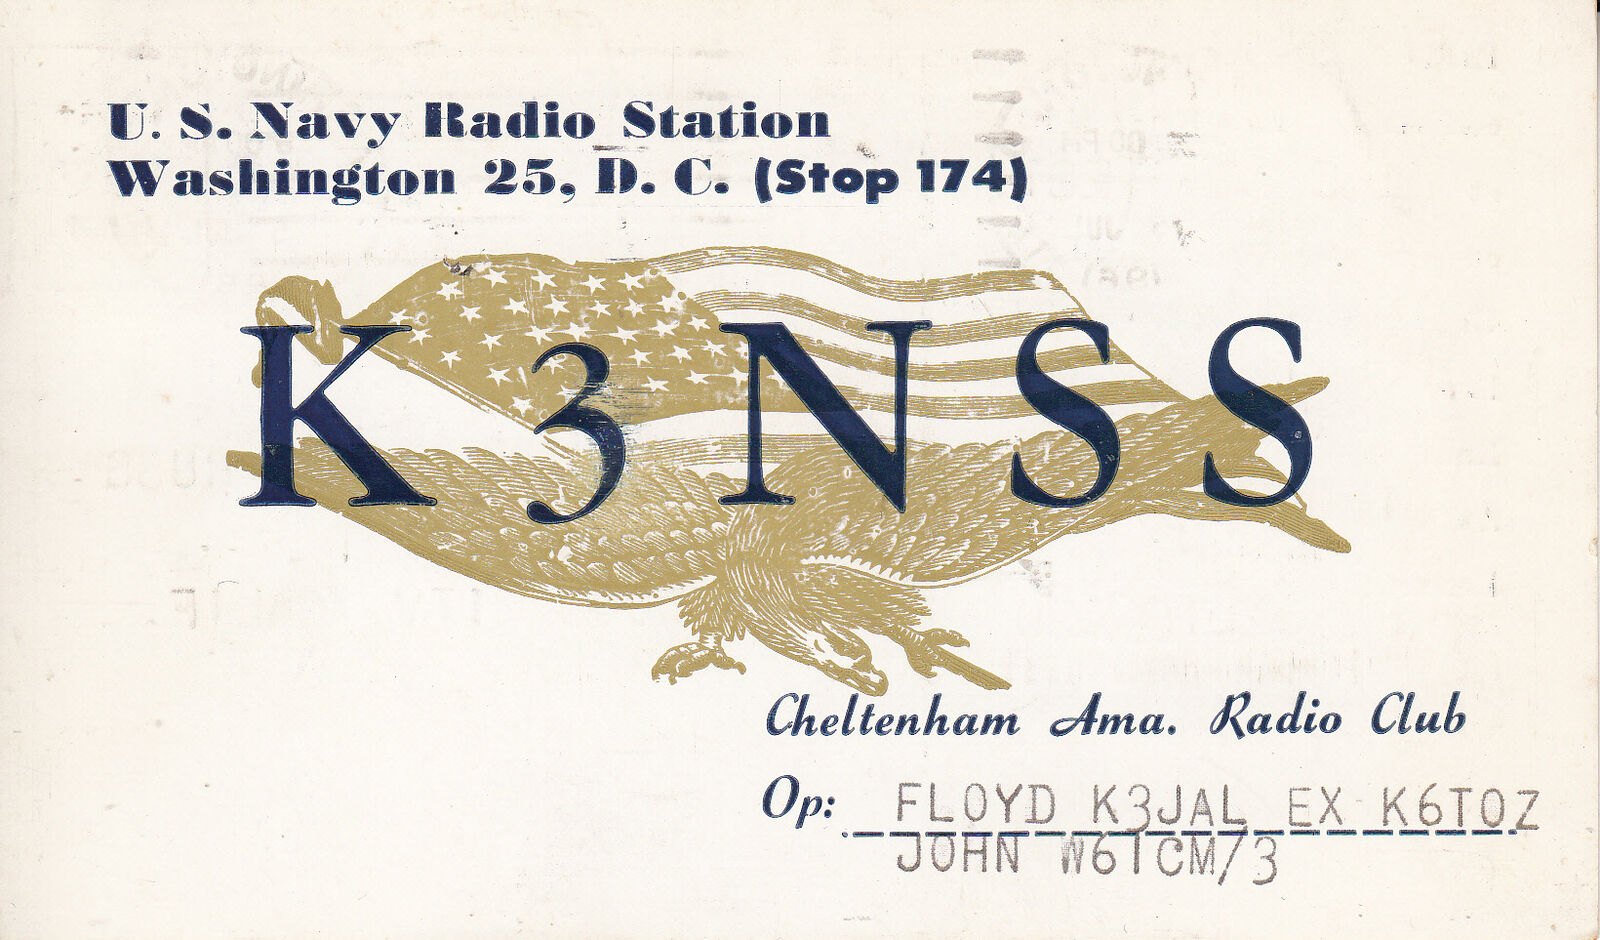 U. S. Navy Radio Station
Washington 25, D. C. (Stop 174)
K3NSS
Cheltenham Ama. Radio Club
Op: FLOYD K3JAL EX K6TOZ
JOHN W6ICM/3